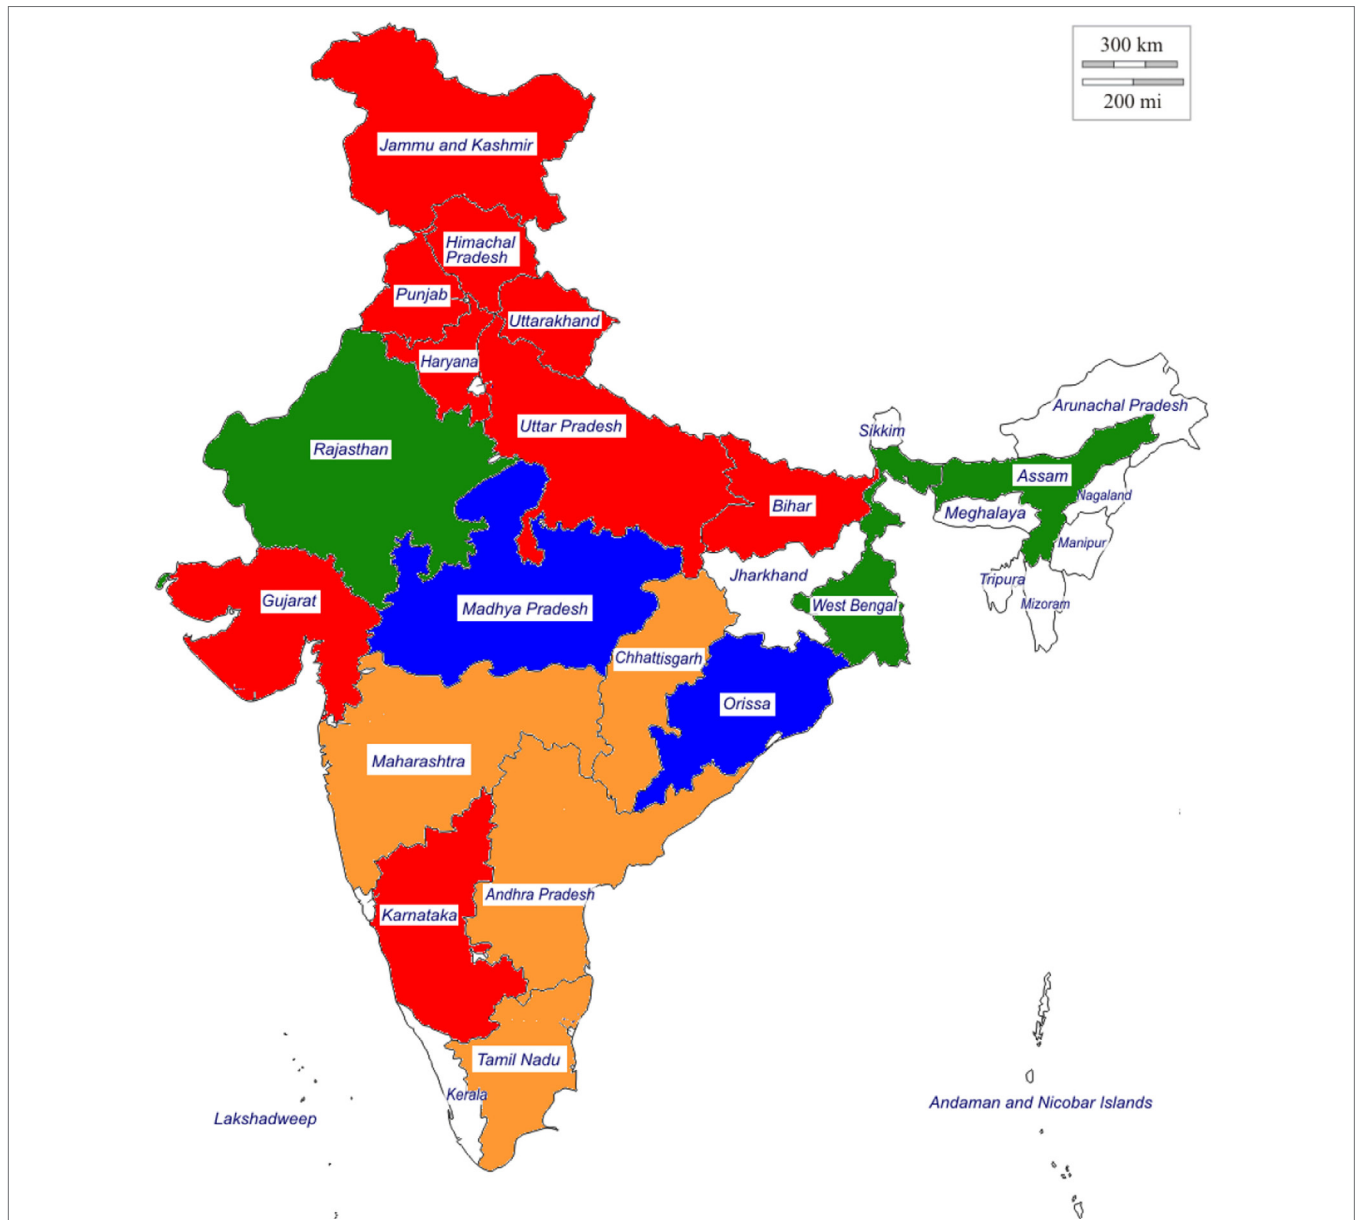 300 km
200 mi
Jammu and Kashmir
Himachal
Pradesh
Punjab
Uttarakhand
Haryana
Arunachal Pradesh
Uttar Pradesh
Sikkim
Rajasthan
Assam
Nagaland
Bihar
Meghalaya
Manipur
Jharkhand
Tripura
Gujarat
Mizoram
Madhya Pradesh
West Bengal
Chhattisgarh
Orissa
Maharashtra
Andhra Pradesh
Karnataka
Tamil Nadu
Kerala
Andaman and Nicobar Islands
Lakshadweep